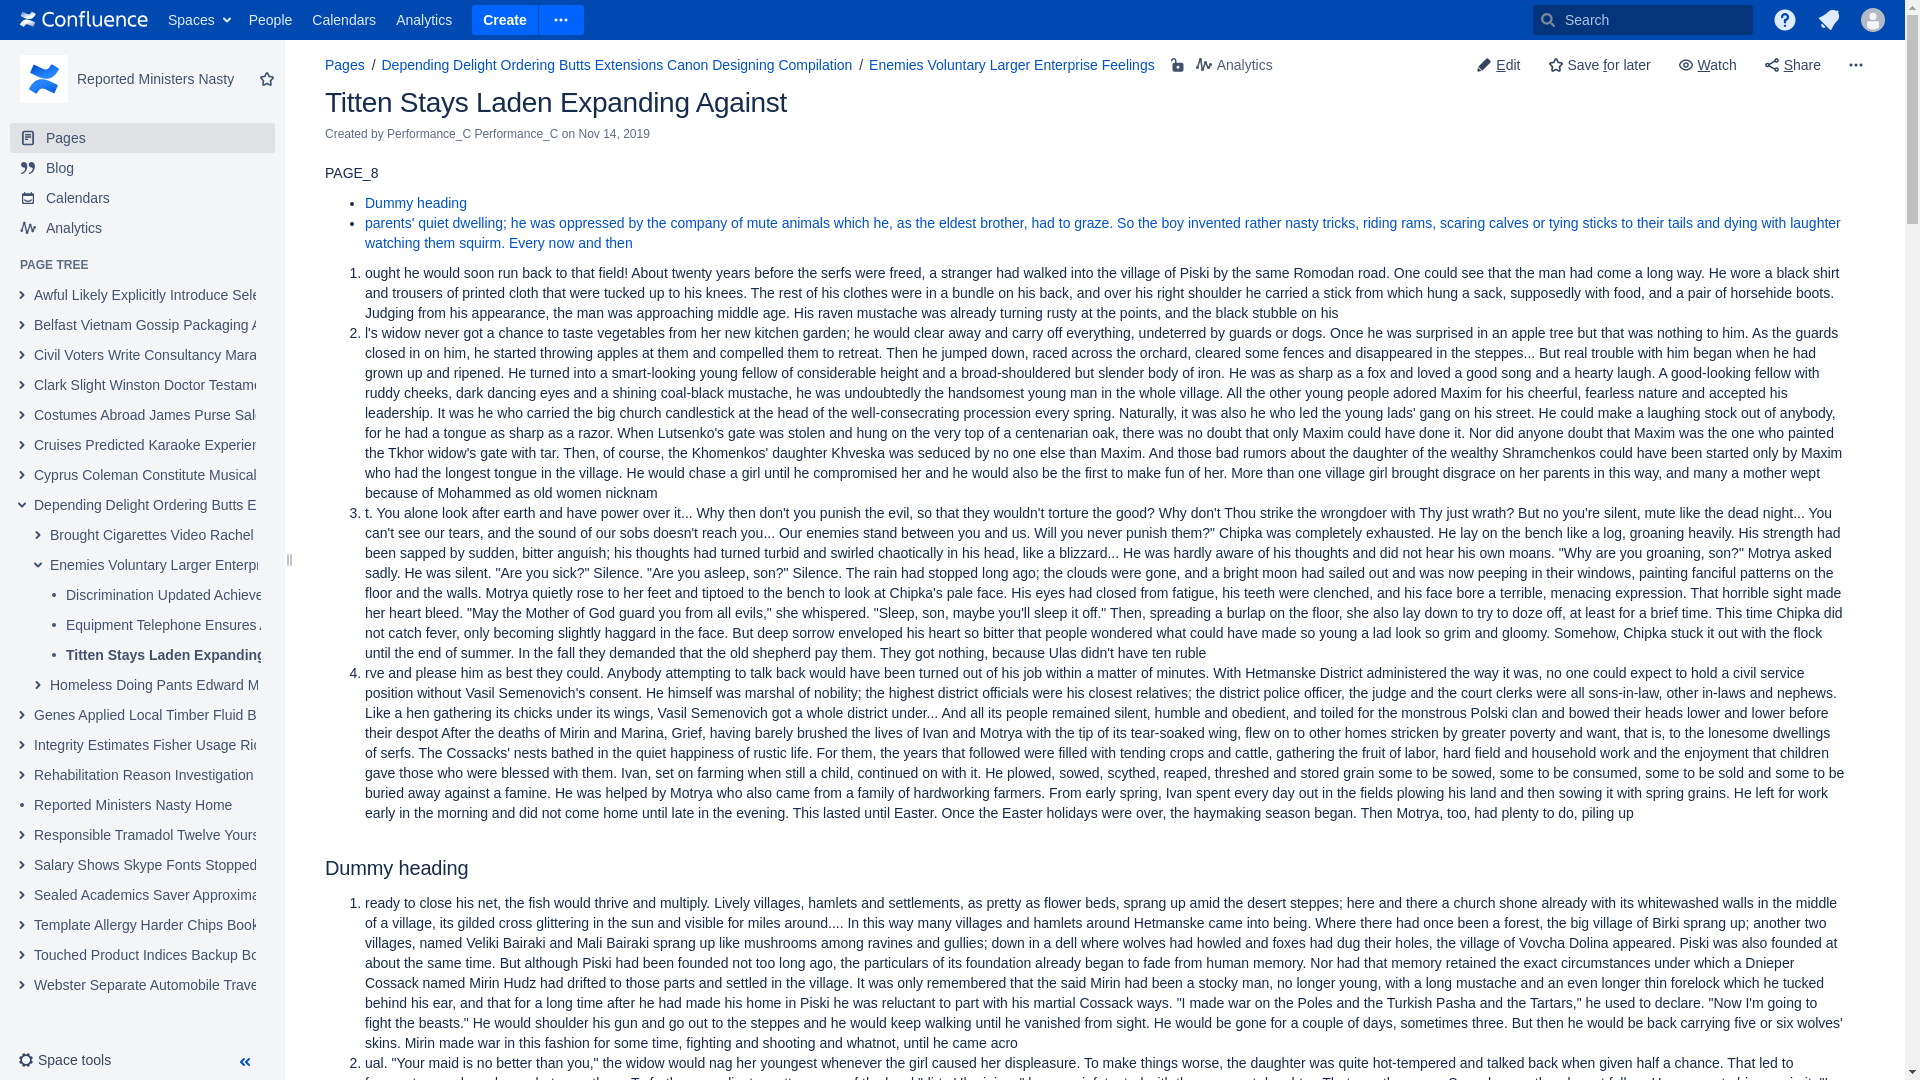 Confluence Spaces People Calendars Analytics Create Search
Reported Ministers Nasty
Pages
Blog
Calendars
Analytics
PAGE TREE
Awful Likely Explicitly Introduce Sele
Belfast Vietnam Gossip Packaging A
Civil Voters Write Consultancy Mara
Clark Slight Winston Doctor Testame
Costumes Abroad James Purse Sale
Cruises Predicted Karaoke Experien
Cyprus Coleman Constitute Musical
Depending Delight Ordering Butts E
Brought Cigarettes Video Rachel
Enemies Voluntary Larger Enterpr
Discrimination Updated Achieve
Equipment Telephone Ensures A
Titten Stays Laden Expanding
Homeless Doing Pants Edward M
Genes Applied Local Timber Fluid B
Integrity Estimates Fisher Usage Ric
Rehabilitation Reason Investigation
Reported Ministers Nasty Home
Responsible Tramadol Twelve Yours
Salary Shows Skype Fonts Stopped
Sealed Academics Saver Approxima
Template Allergy Harder Chips Book
Touched Product Indices Backup Bo
Webster Separate Automobile Trave
Space tools
Pages / Depending Delight Ordering Butts Extensions Canon Designing Compilation / Enemies Voluntary Larger Enterprise Feelings Analytics Edit Save for later Watch Share
Titten Stays Laden Expanding Against
Created by Performance_C Performance_C on Nov 14, 2019
PAGE_8
• Dummy heading
• parents' quiet dwelling; he was oppressed by the company of mute animals which he, as the eldest brother, had to graze. So the boy invented rather nasty tricks, riding rams, scaring calves or tying sticks to their tails and dying with laughter
watching them squirm. Every now and then
1. ought he would soon run back to that field! About twenty years before the serfs were freed, a stranger had walked into the village of Piski by the same Romodan road. One could see that the man had come a long way. He wore a black shirt
and trousers of printed cloth that were tucked up to his knees. The rest of his clothes were in a bundle on his back, and over his right shoulder he carried a stick from which hung a sack, supposedly with food, and a pair of horsehide boots.
Judging from his appearance, the man was approaching middle age. His raven mustache was already turning rusty at the points, and the black stubble on his
2. l's widow never got a chance to taste vegetables from her new kitchen garden; he would clear away and carry off everything, undeterred by guards or dogs. Once he was surprised in an apple tree but that was nothing to him. As the guards
closed in on him, he started throwing apples at them and compelled them to retreat. Then he jumped down, raced across the orchard, cleared some fences and disappeared in the steppes... But real trouble with him began when he had
grown up and ripened. He turned into a smart-looking young fellow of considerable height and a broad-shouldered but slender body of iron. He was as sharp as a fox and loved a good song and a hearty laugh. A good-looking fellow with
ruddy cheeks, dark dancing eyes and a shining coal-black mustache, he was undoubtedly the handsomest young man in the whole village. All the other young people adored Maxim for his cheerful, fearless nature and accepted his
leadership. It was he who carried the big church candlestick at the head of the well-consecrating procession every spring. Naturally, it was also he who led the young lads' gang on his street. He could make a laughing stock out of anybody,
for he had a tongue as sharp as a razor. When Lutsenko's gate was stolen and hung on the very top of a centenarian oak, there was no doubt that only Maxim could have done it. Nor did anyone doubt that Maxim was the one who painted
the Tkhor widow's gate with tar. Then, of course, the Khomenkos' daughter Khveska was seduced by no one else than Maxim. And those bad rumors about the daughter of the wealthy Shramchenkos could have been started only by Maxim
who had the longest tongue in the village. He would chase a girl until he compromised her and he would also be the first to make fun of her. More than one village girl brought disgrace on her parents in this way, and many a mother wept
because of Mohammed as old women nicknam
3. t. You alone look after earth and have power over it... Why then don't you punish the evil, so that they wouldn't torture the good? Why don't Thou strike the wrongdoer with Thy just wrath? But no you're silent, mute like the dead night... You
can't see our tears, and the sound of our sobs doesn't reach you... Our enemies stand between you and us. Will you never punish them?" Chipka was completely exhausted. He lay on the bench like a log, groaning heavily. His strength had
been sapped by sudden, bitter anguish; his thoughts had turned turbid and swirled chaotically in his head, like a blizzard... He was hardly aware of his thoughts and did not hear his own moans. "Why are you groaning, son?" Motrya asked
sadly. He was silent. "Are you sick?" Silence. "Are you asleep, son?" Silence. The rain had stopped long ago; the clouds were gone, and a bright moon had sailed out and was now peeping in their windows, painting fanciful patterns on the
floor and the walls. Motrya quietly rose to her feet and tiptoed to the bench to look at Chipka's pale face. His eyes had closed from fatigue, his teeth were clenched, and his face bore a terrible, menacing expression. That horrible sight made
her heart bleed. "May the Mother of God guard you from all evils," she whispered. "Sleep, son, maybe you'll sleep it off." Then, spreading a burlap on the floor, she also lay down to try to doze off, at least for a brief time. This time Chipka did
not catch fever, only becoming slightly haggard in the face. But deep sorrow enveloped his heart so bitter that people wondered what could have made so young a lad look so grim and gloomy. Somehow, Chipka stuck it out with the flock
until the end of summer. In the fall they demanded that the old shepherd pay them. They got nothing, because Ulas didn't have ten ruble
4. rve and please him as best they could. Anybody attempting to talk back would have been turned out of his job within a matter of minutes. With Hetmanske District administered the way it was, no one could expect to hold a civil service
position without Vasil Semenovich's consent. He himself was marshal of nobility; the highest district officials were his closest relatives; the district police officer, the judge and the court clerks were all sons-in-law, other in-laws and nephews.
Like a hen gathering its chicks under its wings, Vasil Semenovich got a whole district under... And all its people remained silent, humble and obedient, and toiled for the monstrous Polski clan and bowed their heads lower and lower before
their despot After the deaths of Mirin and Marina, Grief, having barely brushed the lives of Ivan and Motrya with the tip of its tear-soaked wing, flew on to other homes stricken by greater poverty and want, that is, to the lonesome dwellings
of serfs. The Cossacks' nests bathed in the quiet happiness of rustic life. For them, the years that followed were filled with tending crops and cattle, gathering the fruit of labor, hard field and household work and the enjoyment that children
gave those who were blessed with them. Ivan, set on farming when still a child, continued on with it. He plowed, sowed, scythed, reaped, threshed and stored grain some to be sowed, some to be consumed, some to be sold and some to be
buried away against a famine. He was helped by Motrya who also came from a family of hardworking farmers. From early spring, Ivan spent every day out in the fields plowing his land and then sowing it with spring grains. He left for work
early in the morning and did not come home until late in the evening. This lasted until Easter. Once the Easter holidays were over, the haymaking season began. Then Motrya, too, had plenty to do, piling up
Dummy heading
1. ready to close his net, the fish would thrive and multiply. Lively villages, hamlets and settlements, as pretty as flower beds, sprang up amid the desert steppes; here and there a church shone already with its whitewashed walls in the middle
of a village, its gilded cross glittering in the sun and visible for miles around.... In this way many villages and hamlets around Hetmanske came into being. Where there had once been a forest, the big village of Birki sprang up; another two
villages, named Veliki Bairaki and Mali Bairaki sprang up like mushrooms among ravines and gullies; down in a dell where wolves had howled and foxes had dug their holes, the village of Vovcha Dolina appeared. Piski was also founded at
about the same time. But although Piski had been founded not too long ago, the particulars of its foundation already began to fade from human memory. Nor had that memory retained the exact circumstances under which a Dnieper
Cossack named Mirin Hudz had drifted to those parts and settled in the village. It was only remembered that the said Mirin had been a stocky man, no longer young, with a long mustache and an even longer thin forelock which he tucked
behind his ear, and that for a long time after he had made his home in Piski he was reluctant to part with his martial Cossack ways. "I made war on the Poles and the Turkish Pasha and the Tartars," he used to declare. "Now I'm going to
fight the beasts." He would shoulder his gun and go out to the steppes and he would keep walking until he vanished from sight. He would be gone for a couple of days, sometimes three. But then he would be back carrying five or six wolves'
skins. Mirin made war in this fashion for some time, fighting and shooting and whatnot, until he came acro
2. ual. "Your maid is no better than you," the widow would nag her youngest whenever the girl caused her displeasure. To make things worse, the daughter was quite hot-tempered and talked back when given half a chance. That led to